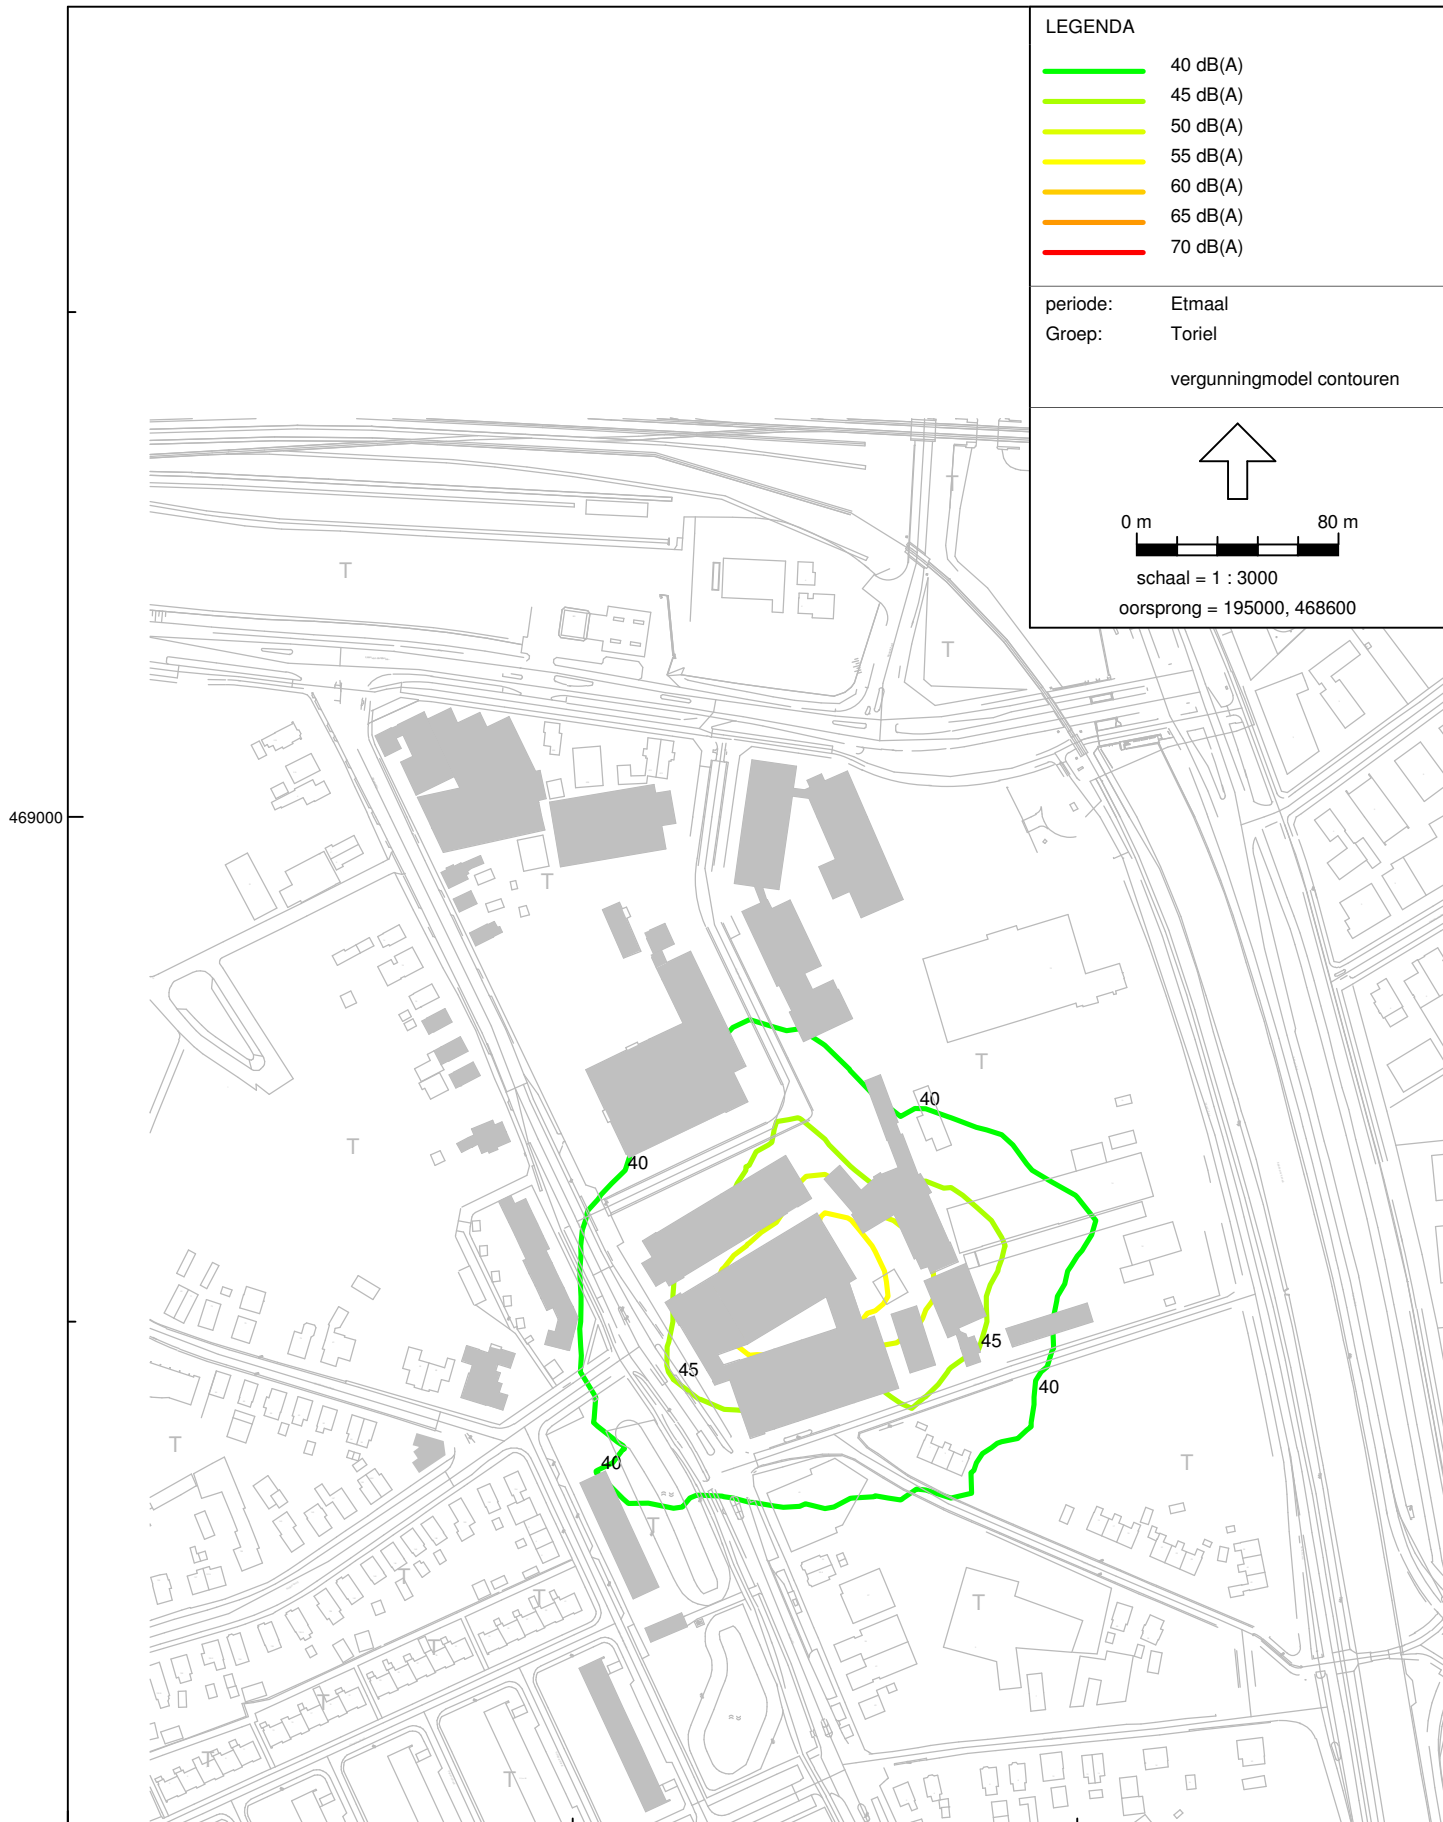 LEGENDA
40 dB(A)
45 dB(A)
50 dB(A)
55 dB(A)
60 dB(A)
65 dB(A)
70 dB(A)
periode: Etmaal
Groep: Toriel
vergunningmodel contouren
0 m 80 m
schaal = 1 : 3000
oorsprong = 195000, 468600
T
T
T
469000
T
T
40
T
40
45
45
40
T
40
T
T
T
T
T
T
T
T
T